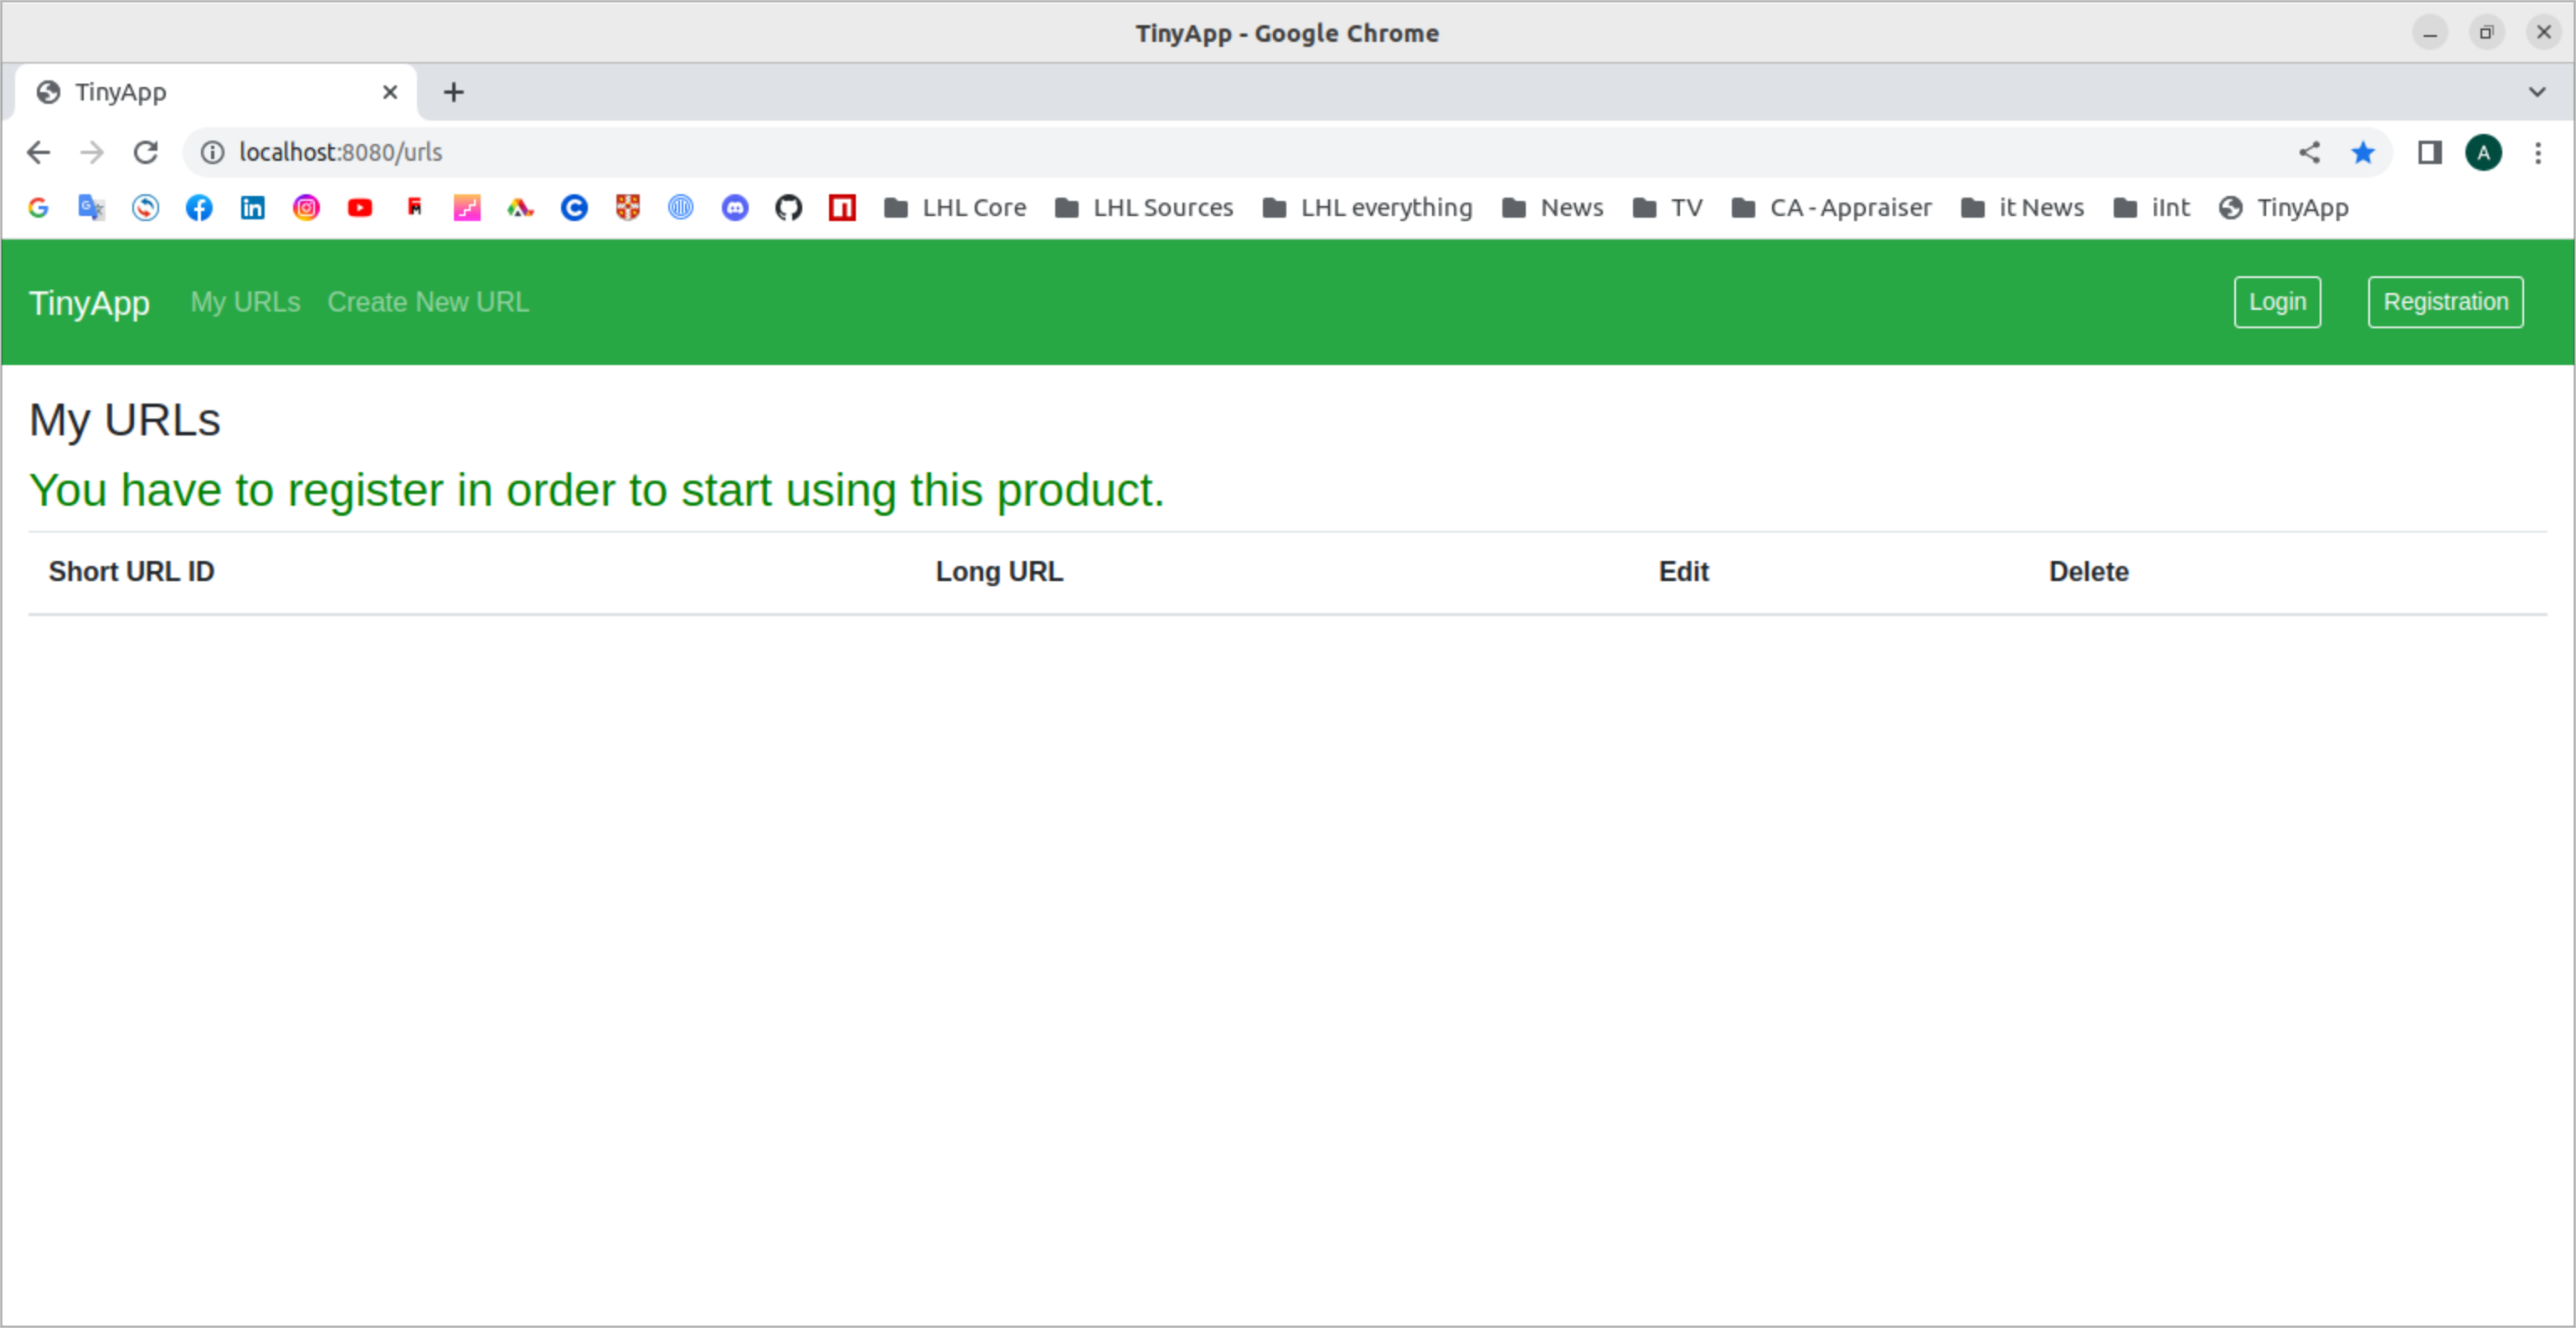 TinyApp - Google Chrome
TinyApp
localhost:8080/urls
A
LHL Core LHL Sources LHL everything News TV CA - Appraiser it News iInt TinyApp
TinyApp My URLs Create New URL Login Registration
My URLs
You have to register in order to start using this product.
Short URL ID Long URL Edit Delete